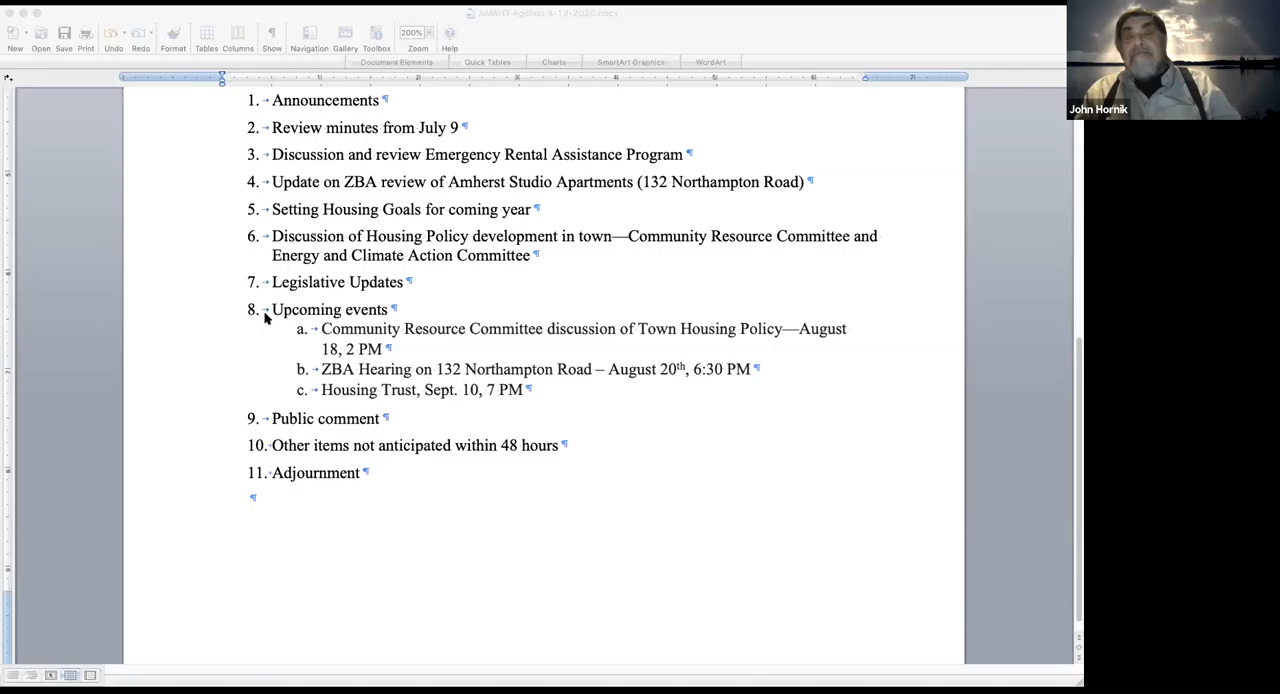 New Open Save Print Undo Redo Format Tables Columns Show Navigation Gallery Toolbox Zoom Help
200%
Document Elements Quick Tables Charts SmartArt Graphics WordArt
John Hornik
1. Announcements ¶
2. Review minutes from July 9 ¶
3. Discussion and review Emergency Rental Assistance Program ¶
4. Update on ZBA review of Amherst Studio Apartments (132 Northampton Road) ¶
5. Setting Housing Goals for coming year ¶
6. Discussion of Housing Policy development in town—Community Resource Committee and
Energy and Climate Action Committee ¶
7. Legislative Updates ¶
8. Upcoming events ¶
a. Community Resource Committee discussion of Town Housing Policy—August
18, 2 PM ¶
b. ZBA Hearing on 132 Northampton Road – August 20th, 6:30 PM ¶
c. Housing Trust, Sept. 10, 7 PM ¶
9. Public comment ¶
10. Other items not anticipated within 48 hours ¶
11. Adjournment ¶
¶